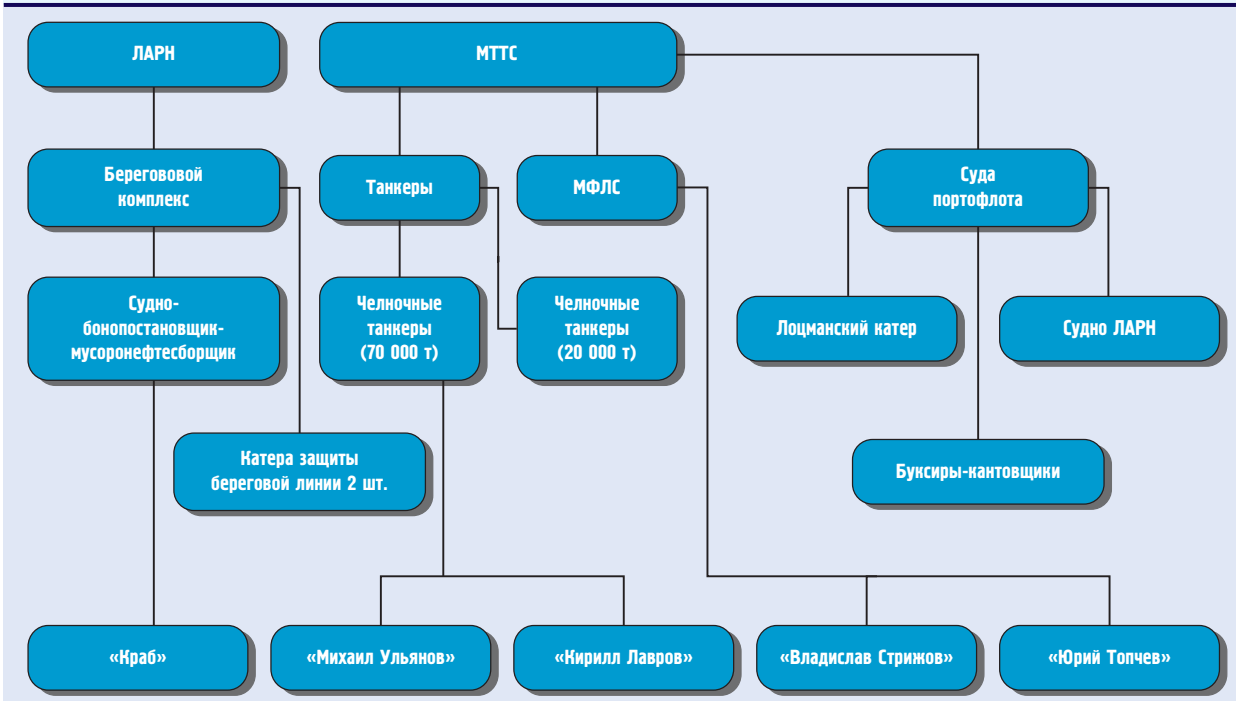 ЛАРН
МТТС
Берегововой
комплекс
Танкеры
МФЛС
Суда
портофлота
Судно-
бонопостановщик-
мусоронефтесборщик
Челночные
танкеры
(70 000 т)
Челночные
танкеры
(20 000 т)
Лоцманский катер
Судно ЛАРН
Катера защиты
береговой линии 2 шт.
Буксиры-кантовщики
«Краб»
«Михаил Ульянов»
«Кирилл Лавров»
«Владислав Стрижов»
«Юрий Топчев»